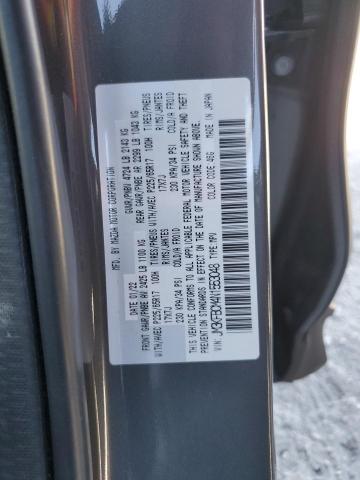 MFD. BY MAZDA MOTOR CORPORATION
DATE 01/22 GVWR/PNBV 4724 LB 2143 KG
FRONT GAWR/PNBE AV 2425 LB 1100 KG REAR GAWR/PNBE AR 2299 LB 1043 KG
WITH/AVEC P225/65R17 100H TIRES/PNEUS WITH/AVEC P225/65R17 100H TIRES/PNEUS
17X7J RIMS/JANTES 17X7J RIMS/JANTES
230 KPA/34 PSI COLD/A FROID 230 KPA/34 PSI COLD/A FROID
THIS VEHICLE CONFORMS TO ALL APPLICABLE FEDERAL MOTOR VEHICLE SAFETY AND THEFT
PREVENTION STANDARDS IN EFFECT ON THE DATE OF MANUFACTURE SHOWN ABOVE.
TYPE: MPV COLOR CODE: 46G MADE IN JAPAN
VIN: